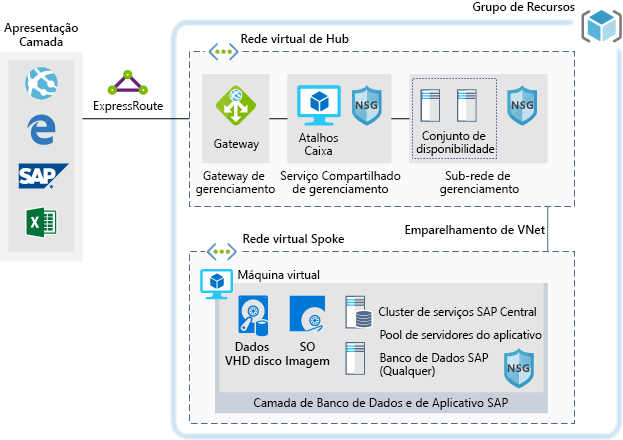 Grupo de Recursos
Apresentação
Camada
SAP
ExpressRoute
Rede virtual de Hub
Gateway
Gateway de
gerenciamento
Atalhos
Caixa
NSG
Serviço Compartilhado
de gerenciamento
Conjunto de
disponibilidade
NSG
Sub-rede de
gerenciamento
Emparelhamento de VNet
Rede virtual Spoke
Máquina virtual
Dados
VHD disco
SO
Imagem
Cluster de serviços SAP Central
Pool de servidores do aplicativo
Banco de Dados SAP
(Qualquer)
NSG
Camada de Banco de Dados e de Aplicativo SAP